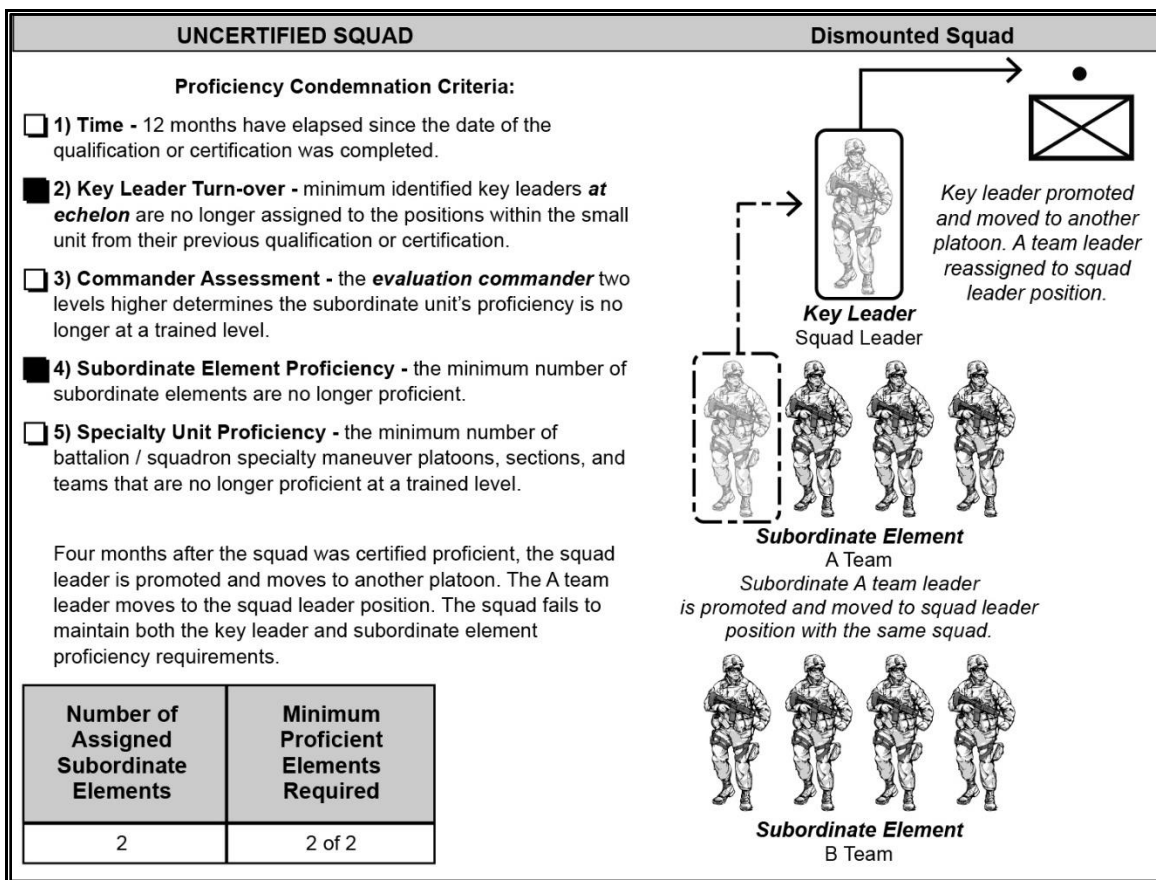 UNCERTIFIED SQUAD
Proficiency Condemnation Criteria:
1) Time - 12 months have elapsed since the date of the
qualification or certification was completed.
2) Key Leader Turn-over - minimum identified key leaders at
echelon are no longer assigned to the positions within the small
unit from their previous qualification or certification.
3) Commander Assessment - the evaluation commander two
levels higher determines the subordinate unit's proficiency is no
longer at a trained level.
4) Subordinate Element Proficiency - the minimum number of
subordinate elements are no longer proficient.
5) Specialty Unit Proficiency - the minimum number of
battalion / squadron specialty maneuver platoons, sections, and
teams that are no longer proficient at a trained level.
Four months after the squad was certified proficient, the squad
leader is promoted and moves to another platoon. The A team
leader moves to the squad leader position. The squad fails to
maintain both the key leader and subordinate element
proficiency requirements.
Number of
Assigned
Subordinate
Elements
Minimum
Proficient
Elements
Required
2
2 of 2
Dismounted Squad
Key leader promoted
and moved to another
platoon. A team leader
reassigned to squad
leader position.
Key Leader
Squad Leader
Subordinate Element
A Team
Subordinate A team leader
is promoted and moved to squad leader
position with the same squad.
Subordinate Element
B Team